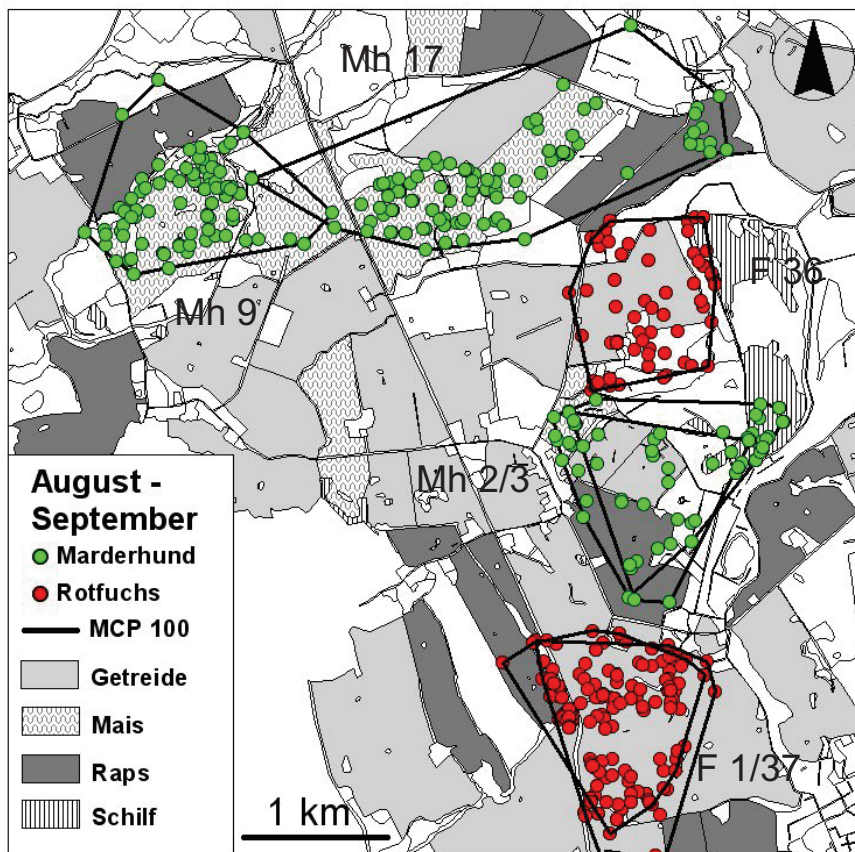 Mh 17
F 36
Mh 9
Mh 2/3
August -
September
Marderhund
Rotfuchs
MCP 100
Getreide
Mais
Raps
Schilf
1 km
F 1/37